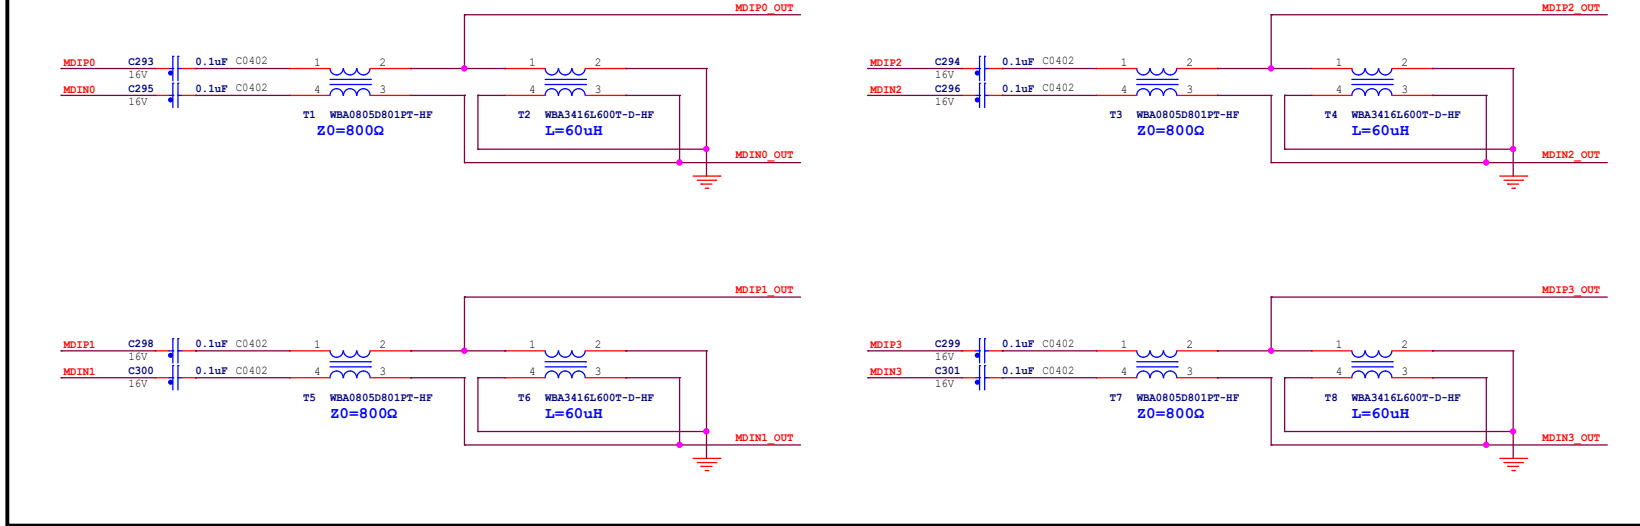 MDIP0_OUT
MDIP2_OUT
MDIP0 C293 0.1uF C0402 1 2 1 2
16V
MDIN0 C295 0.1uF C0402 4 3 4 3
16V
T1 WBA0805D801PT-HF T2 WBA3416L600T-D-HF
Z0=800Ω L=60uH
MDIN0_OUT
MDIP2 C294 0.1uF C0402 1 2 1 2
16V
MDIN2 C296 0.1uF C0402 4 3 4 3
16V
T3 WBA0805D801PT-HF T4 WBA3416L600T-D-HF
Z0=800Ω L=60uH
MDIN2_OUT
MDIP1_OUT
MDIP3_OUT
MDIP1 C298 0.1uF C0402 1 2 1 2
16V
MDIN1 C300 0.1uF C0402 4 3 4 3
16V
T5 WBA0805D801PT-HF T6 WBA3416L600T-D-HF
Z0=800Ω L=60uH
MDIN1_OUT
MDIP3 C299 0.1uF C0402 1 2 1 2
16V
MDIN3 C301 0.1uF C0402 4 3 4 3
16V
T7 WBA0805D801PT-HF T8 WBA3416L600T-D-HF
Z0=800Ω L=60uH
MDIN3_OUT